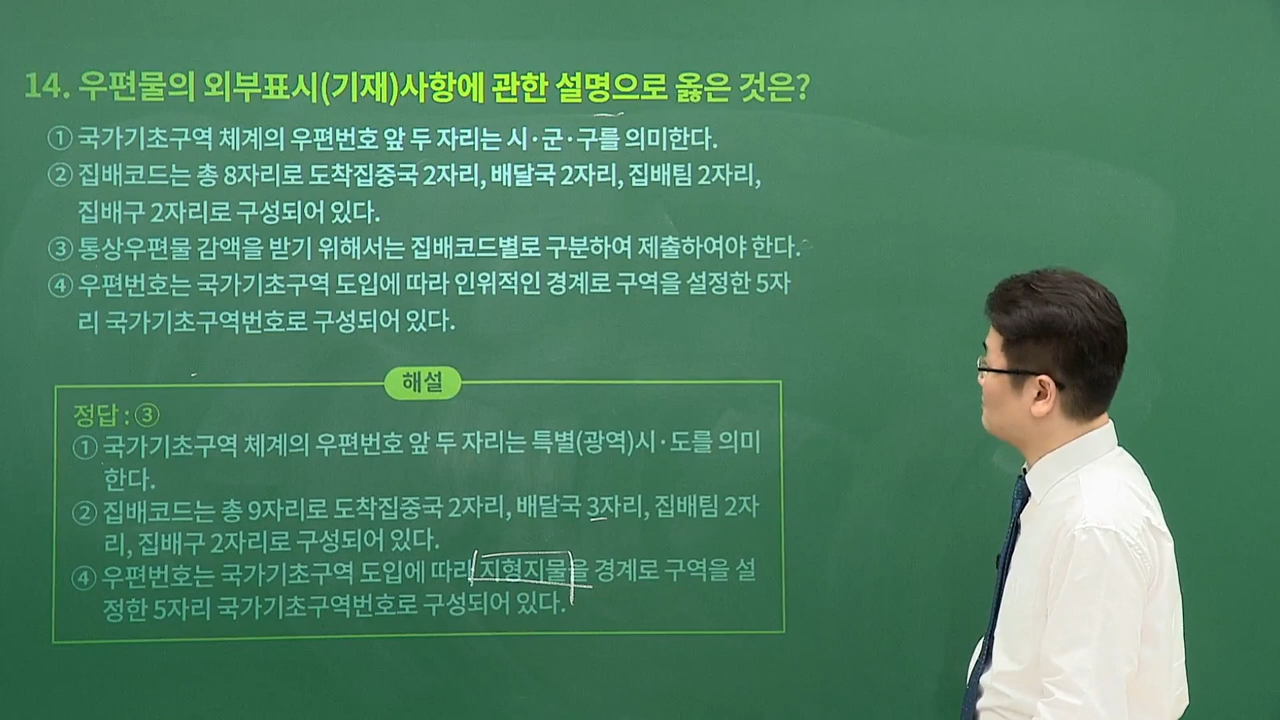 14. 우편물의 외부표시(기재)사항에 관한 설명으로 옳은 것은?
① 국가기초구역 체계의 우편번호 앞 두 자리는 시·군·구를 의미한다.
② 집배코드는 총 8자리로 도착집중국 2자리, 배달국 2자리, 집배팀 2자리,
집배구 2자리로 구성되어 있다.
③ 통상우편물 감액을 받기 위해서는 집배코드별로 구분하여 제출하여야 한다.
④ 우편번호는 국가기초구역 도입에 따라 인위적인 경계로 구역을 설정한 5자
리 국가기초구역번호로 구성되어 있다.
해설
정답 : ③
① 국가기초구역 체계의 우편번호 앞 두 자리는 특별(광역)시·도를 의미
한다.
② 집배코드는 총 9자리로 도착집중국 2자리, 배달국 3자리, 집배팀 2자
리, 집배구 2자리로 구성되어 있다.
④ 우편번호는 국가기초구역 도입에 따라 지형지물을 경계로 구역을 설
정한 5자리 국가기초구역번호로 구성되어 있다.